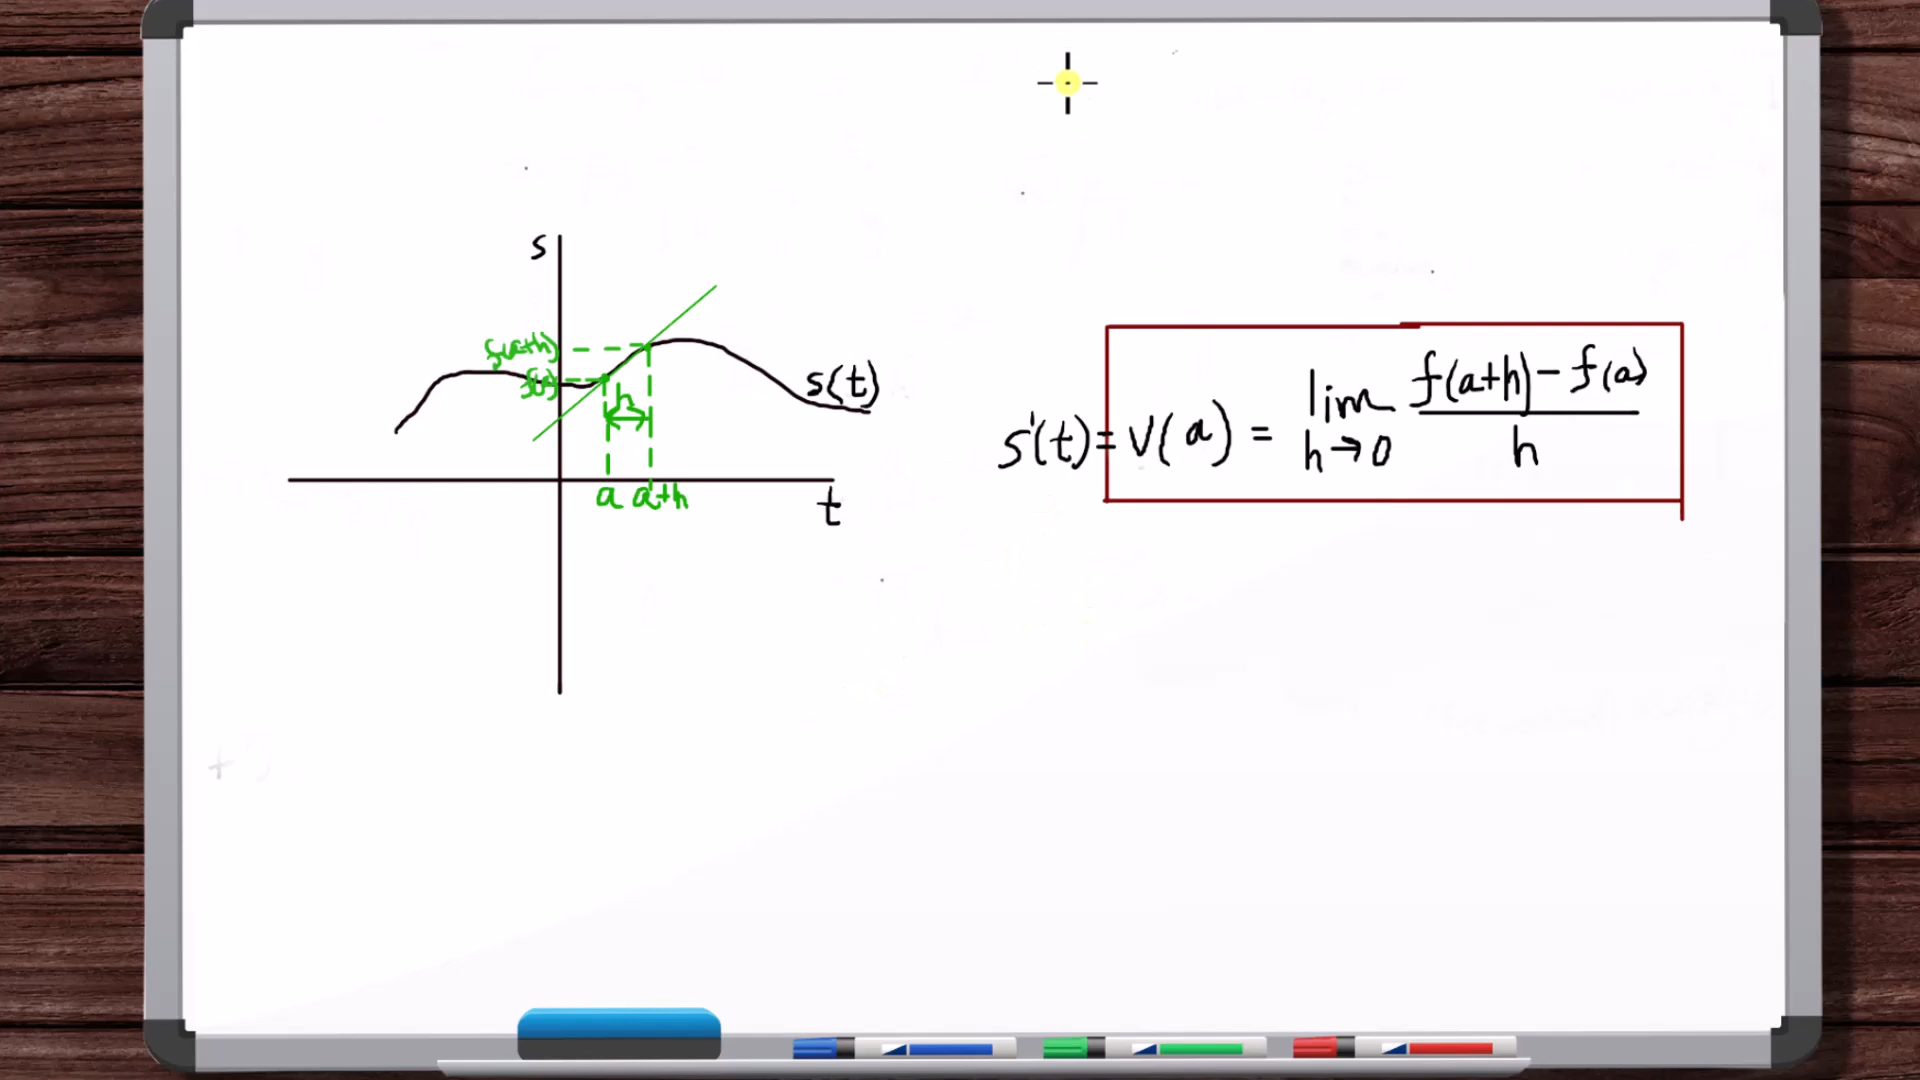 s
f(a+h)
f(a)
h
s(t)
a a+h
t
s'(t) = v(a) = lim h→0 f(a+h) - f(a) / h